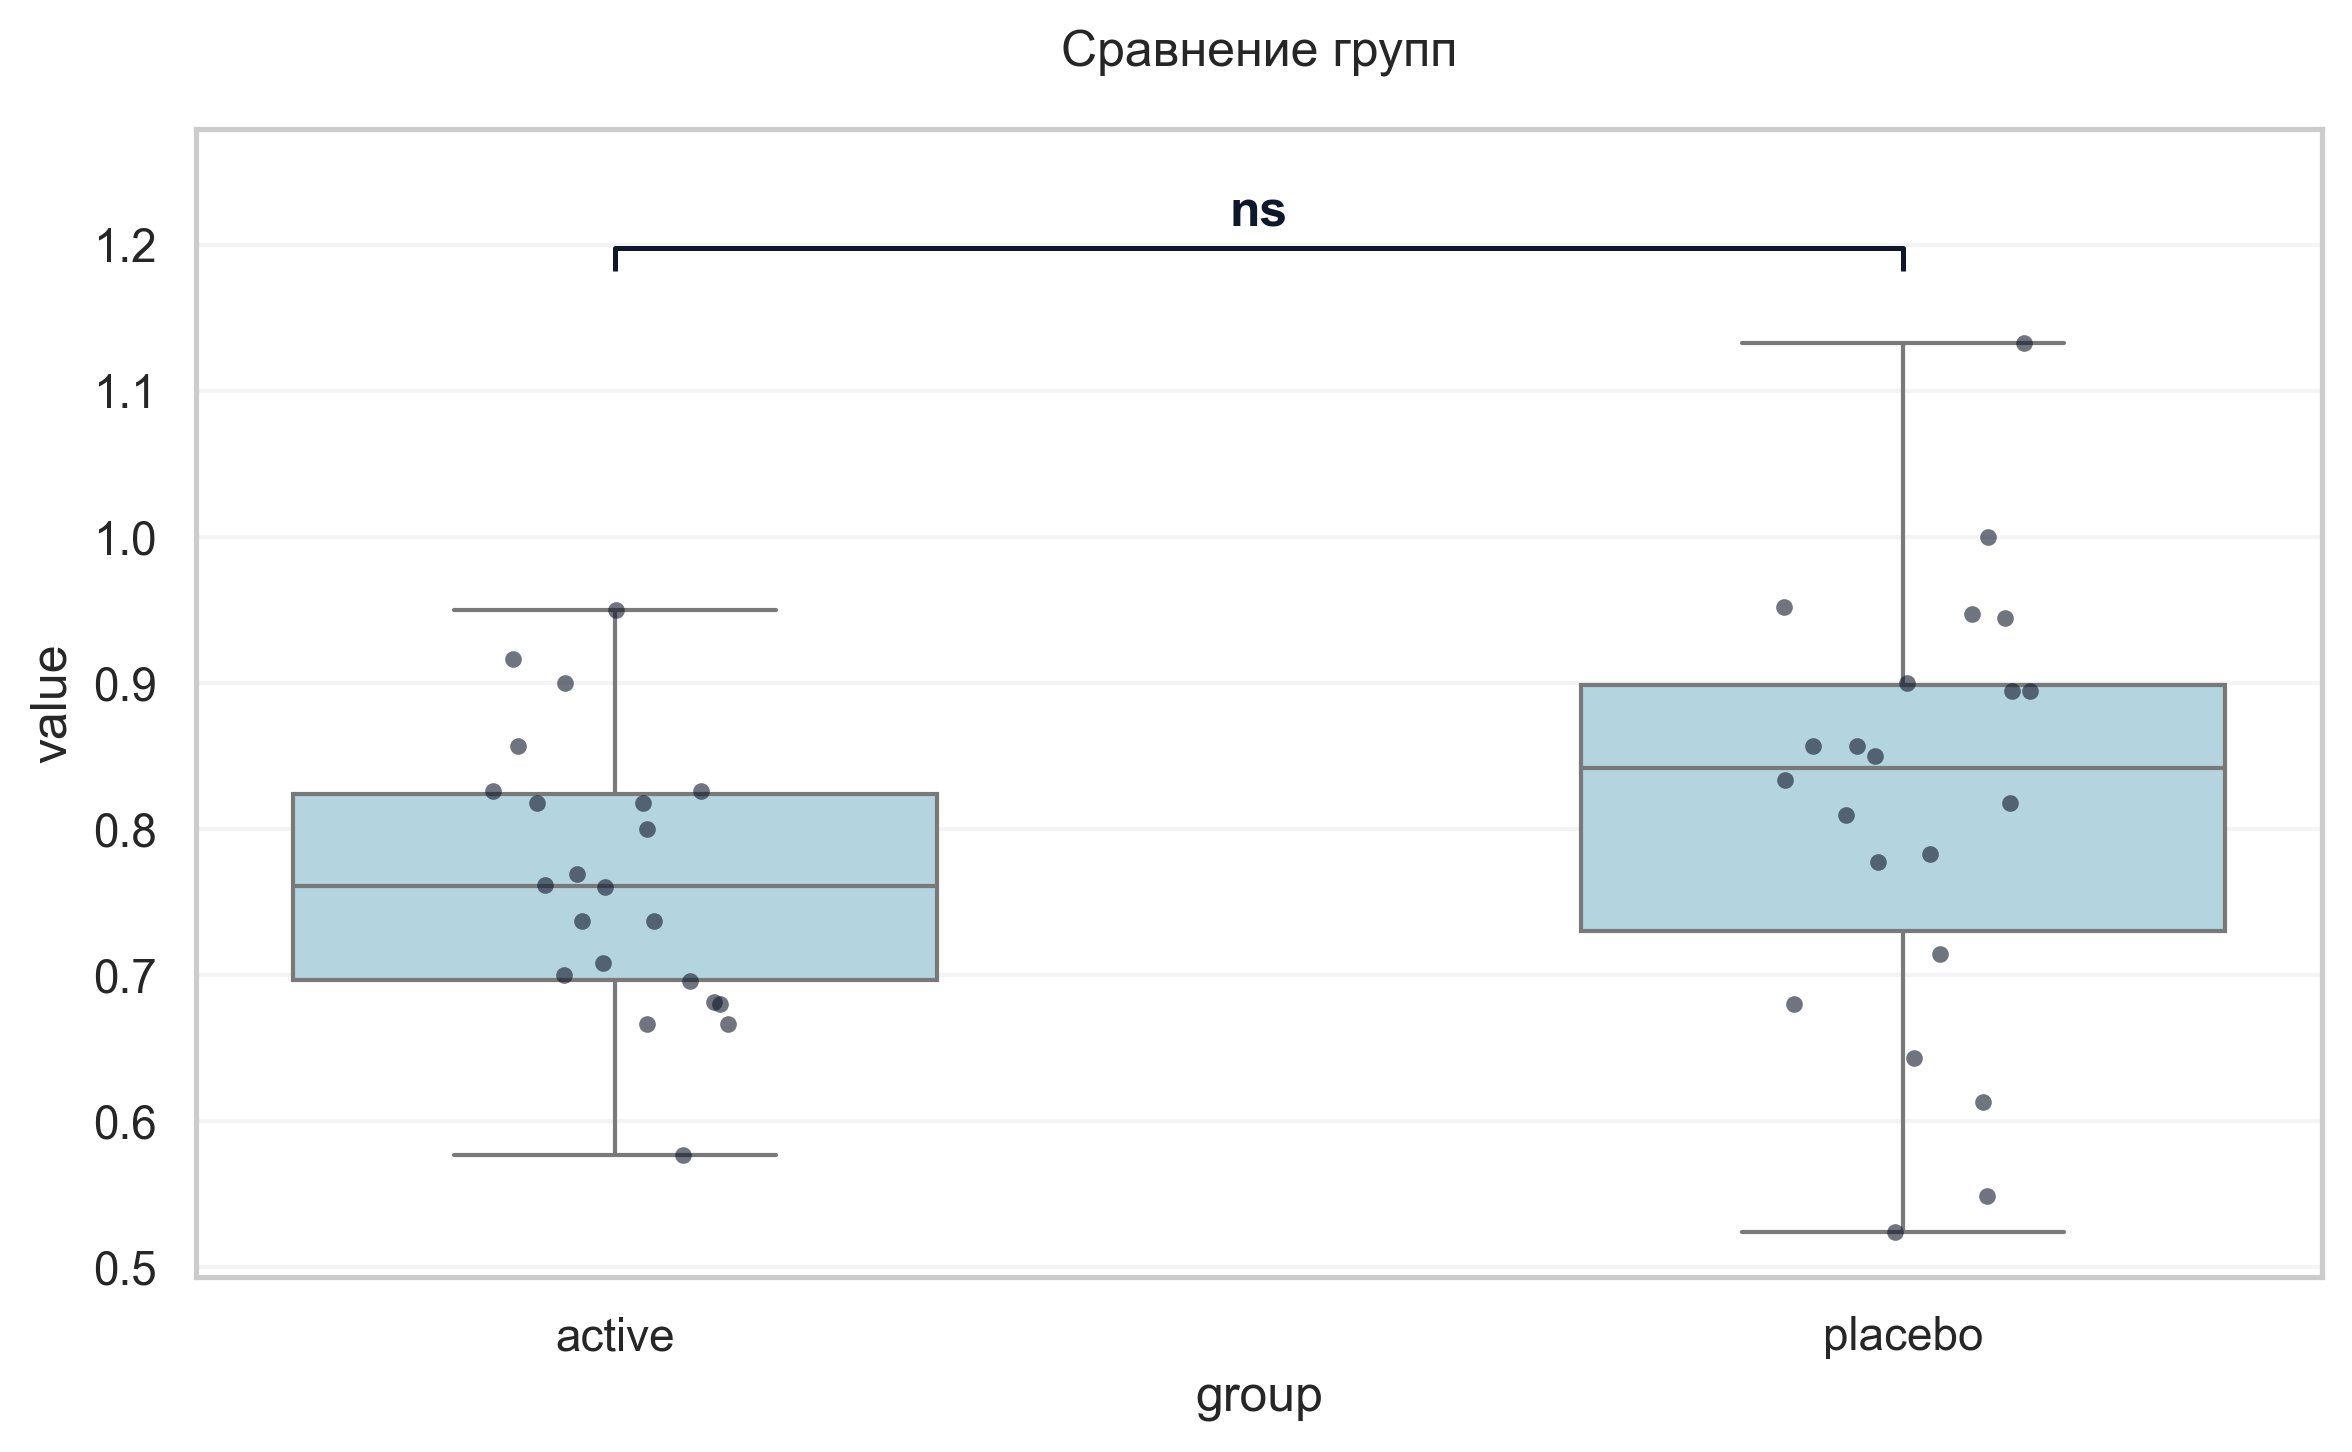 Сравнение групп
ns
1.2
1.1
1.0
0.9
0.8
0.7
0.6
0.5
value
active
placebo
group